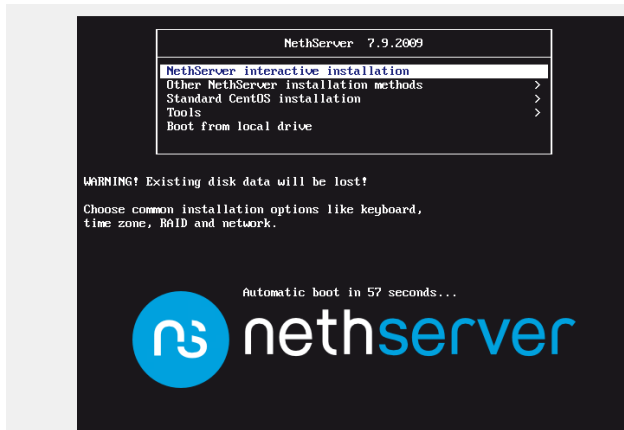 NethServer 7.9.2009
NethServer interactive installation
Other NethServer installation methods >
Standard CentOS installation >
Tools >
Boot from local drive
WARNING! Existing disk data will be lost!
Choose common installation options like keyboard,
time zone, RAID and network.
Automatic boot in 57 seconds...
ns nethserver